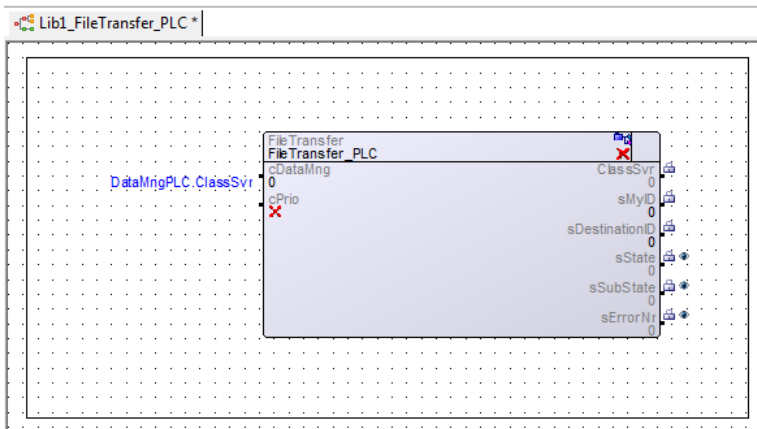 Lib1_FileTransfer_PLC *
FileTransfer
FileTransfer_PLC
DataMngPLC.ClassSvr
cDataMng
0
cPrio
ClassSvr
0
sMyID
0
sDestinationID
0
sState
0
sSubState
0
sErrorNr
0